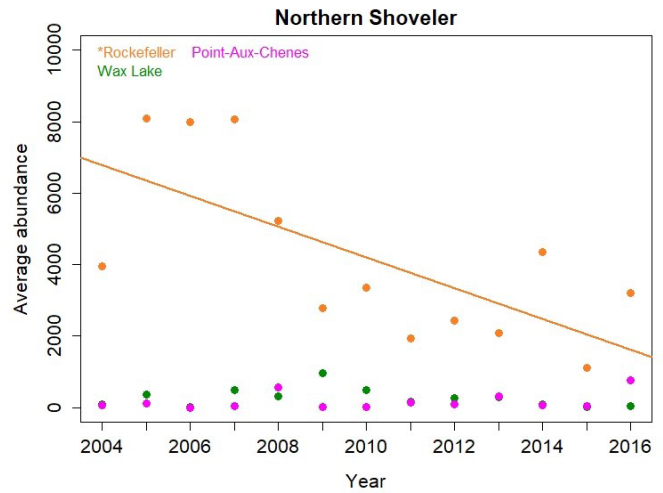 Northern Shoveler
*Rockefeller Point-Aux-Chenes
Wax Lake
10000
8000
6000
4000
2000
0
Average abundance
2004 2006 2008 2010 2012 2014 2016
Year